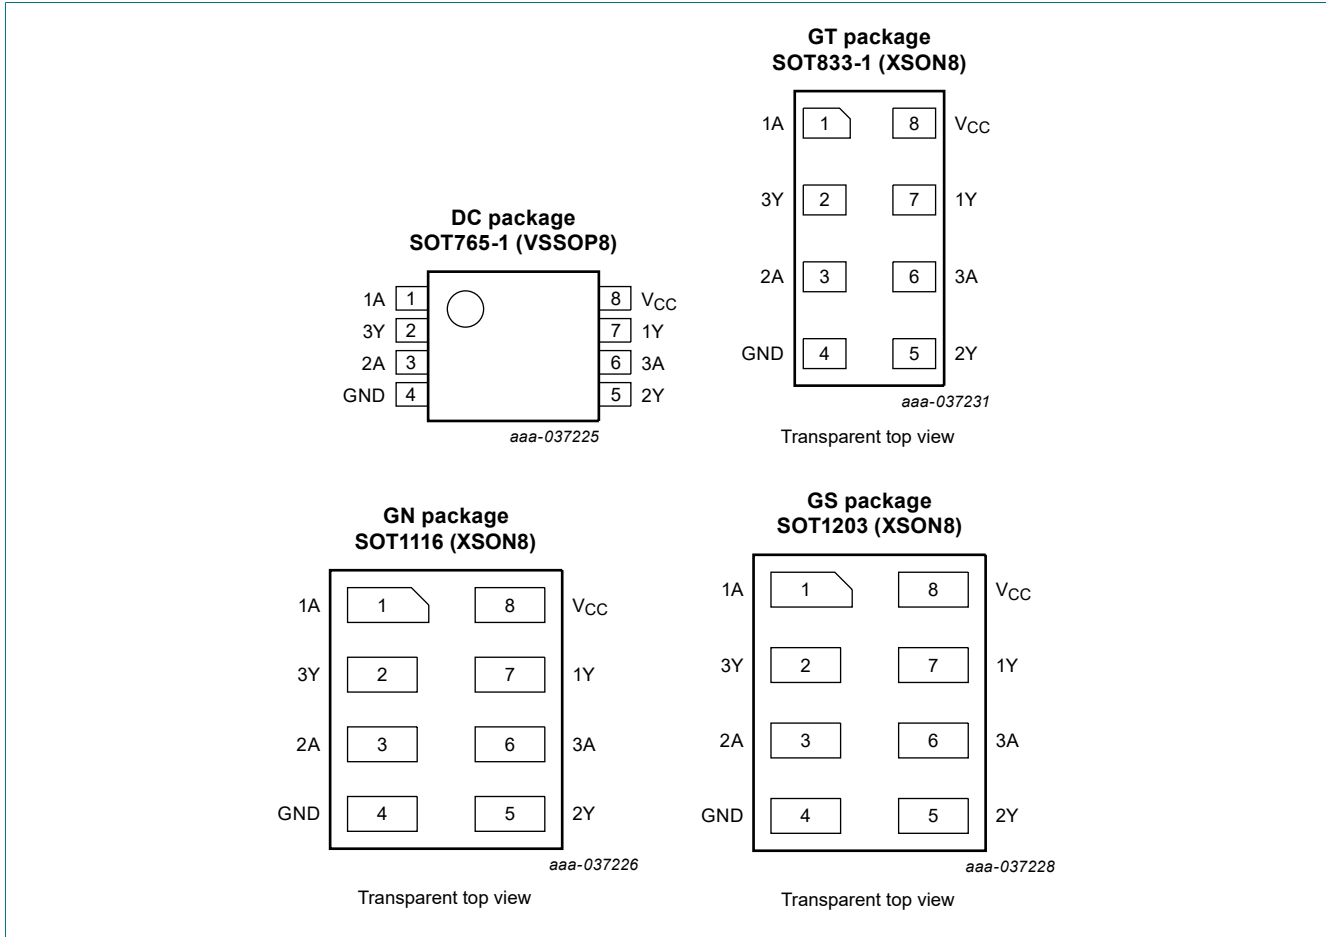 GT package
SOT833-1 (XSON8)
1A 1 8 VCC
3Y 2 7 1Y
2A 3 6 3A
GND 4 5 2Y
aaa-037231
Transparent top view
DC package
SOT765-1 (VSSOP8)
1A 1 8 VCC
3Y 2 7 1Y
2A 3 6 3A
GND 4 5 2Y
aaa-037225
GN package
SOT1116 (XSON8)
1A 1 8 VCC
3Y 2 7 1Y
2A 3 6 3A
GND 4 5 2Y
aaa-037226
Transparent top view
GS package
SOT1203 (XSON8)
1A 1 8 VCC
3Y 2 7 1Y
2A 3 6 3A
GND 4 5 2Y
aaa-037228
Transparent top view